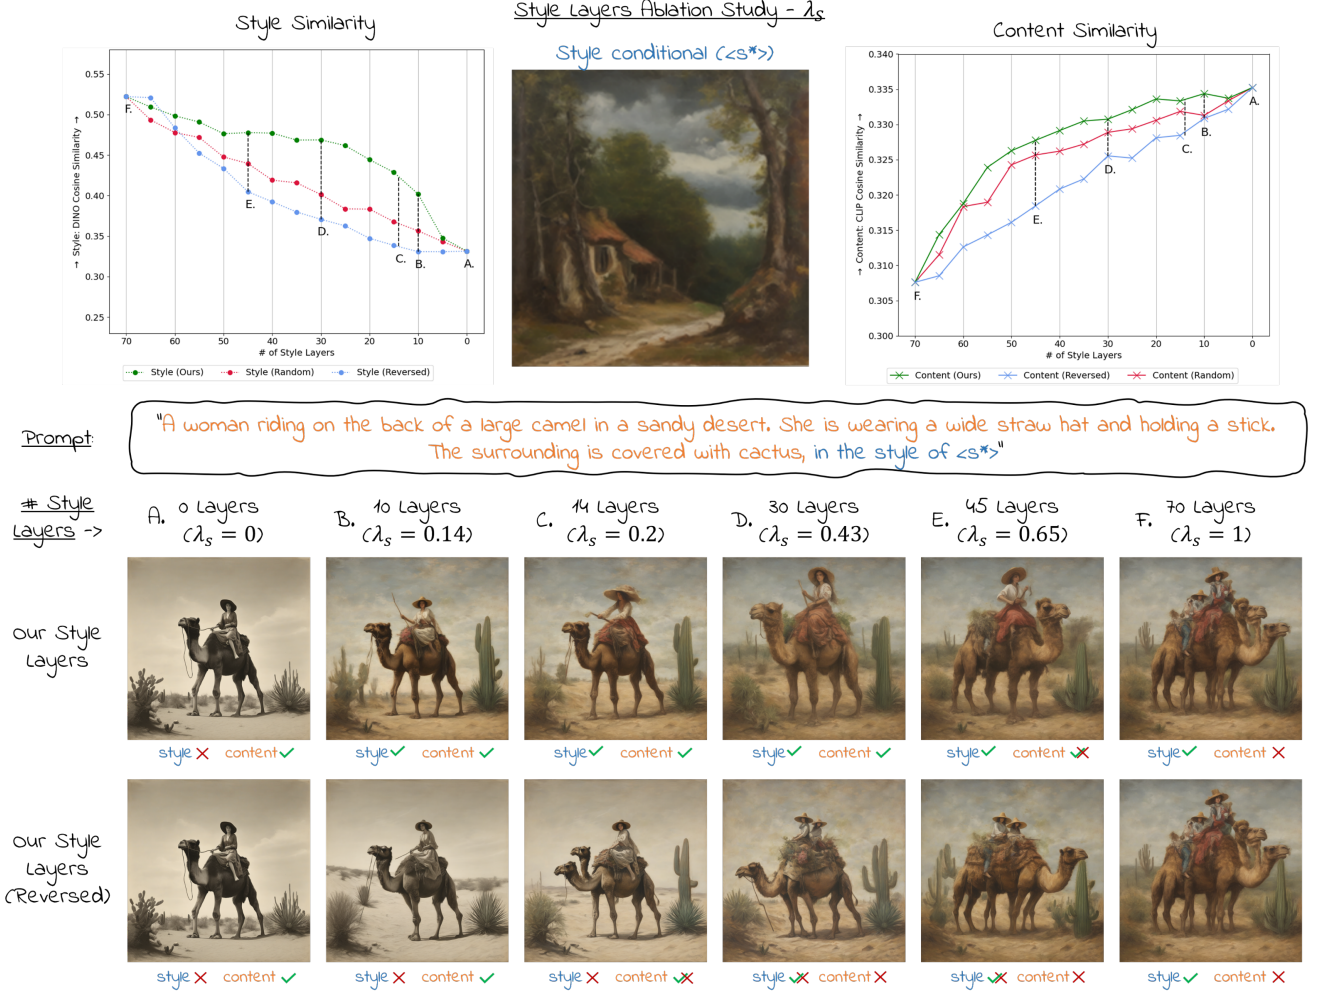 Style Layers Ablation Study - λs
Style Similarity
Style conditional (<s*>)
Content Similarity
→ Style: DINO Cosine Similarity →
0.55
0.50
0.45
0.40
0.35
0.30
0.25
F.
E.
D.
C.
B.
A.
70 60 50 40 30 20 10 0
# of Style Layers
Style (Ours) Style (Random) Style (Reversed)
→ Content: CLIP Cosine Similarity →
0.340
0.335
0.330
0.325
0.320
0.315
0.310
0.305
0.300
F.
E.
D.
C.
B.
A.
70 60 50 40 30 20 10 0
# of Style Layers
Content (Ours) Content (Reversed) Content (Random)
Prompt:
"A woman riding on the back of a large camel in a sandy desert. She is wearing a wide straw hat and holding a stick.
The surrounding is covered with cactus, in the style of <s*>"
# Style
Layers ->
A. 0 Layers
(λs = 0)
B. 10 Layers
(λs = 0.14)
C. 14 Layers
(λs = 0.2)
D. 30 Layers
(λs = 0.43)
E. 45 Layers
(λs = 0.65)
F. 70 Layers
(λs = 1)
Our Style
Layers
style ✗ content ✓
style ✓ content ✓
style ✓ content ✓
style ✓ content ✓
style ✓ content ✓✗
style ✓ content ✗
Our Style
Layers
(Reversed)
style ✗ content ✓
style ✗ content ✓
style ✗ content ✓✗
style ✓✗ content ✗
style ✓✗ content ✗
style ✓ content ✗